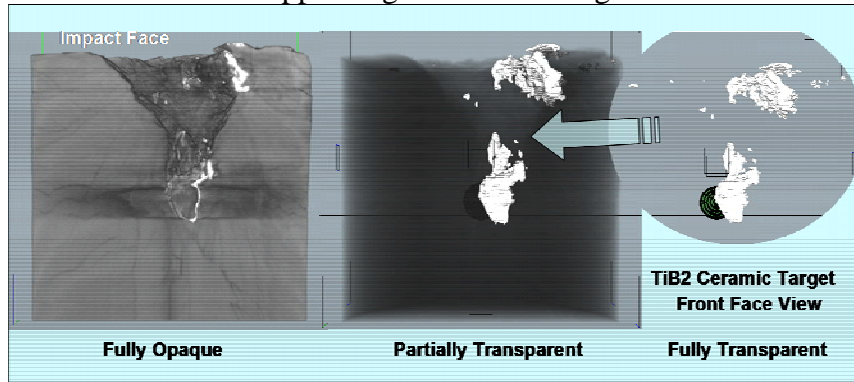 Impact Face
TiB2 Ceramic Target
Front Face View
Fully Opaque
Partially Transparent
Fully Transparent